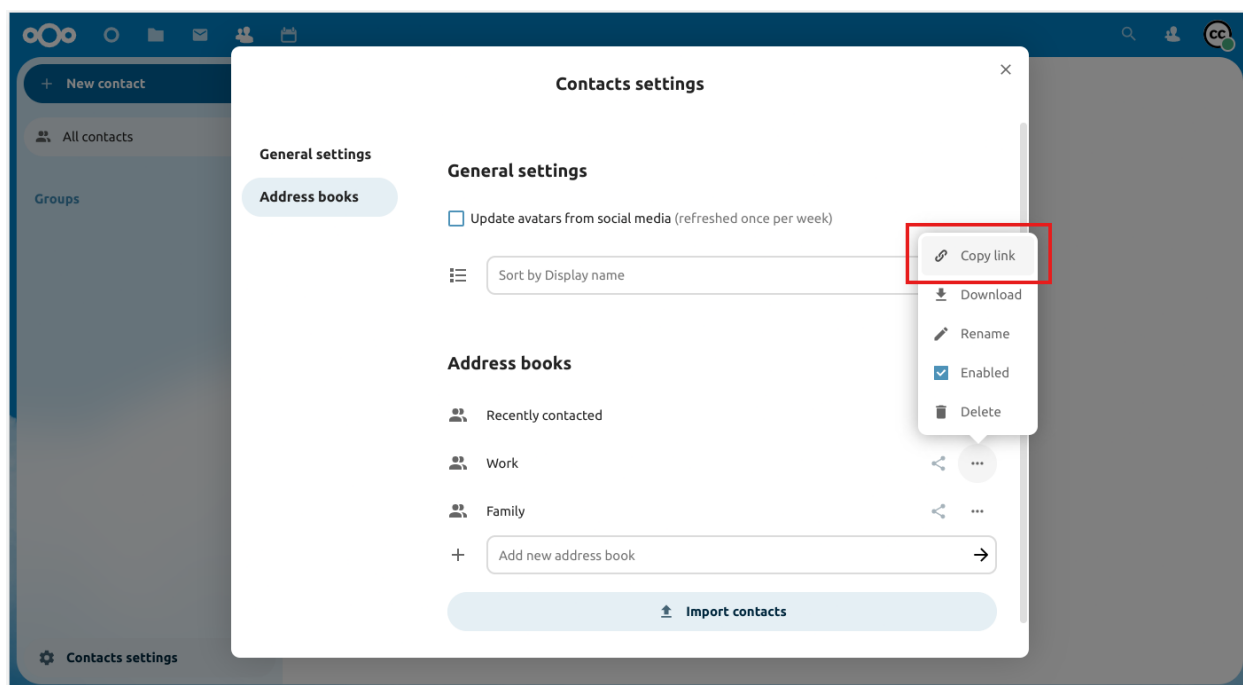 CC
New contact
All contacts
Groups
Contacts settings
Contacts settings
General settings
Address books
General settings
Update avatars from social media (refreshed once per week)
Sort by Display name
Copy link
Download
Rename
Enabled
Delete
Address books
Recently contacted
Work
Family
Add new address book
Import contacts